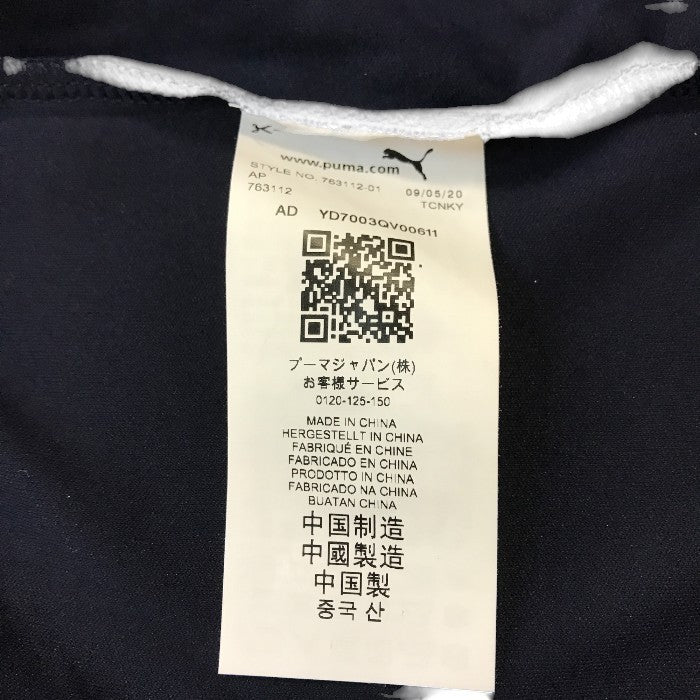 www.puma.com
STYLE NO. 763112-01 09/05/20
AP TCNKY
763112
AD YD7003QV00611
プーマジャパン(株)
お客様サービス
0120-125-150
MADE IN CHINA
HERGESTELLT IN CHINA
FABRIQUÉ EN CHINE
FABRICADO EN CHINA
PRODOTTO IN CHINA
FABRICADO NA CHINA
BUATAN CHINA
中国制造
中國製造
中国製
중국 산